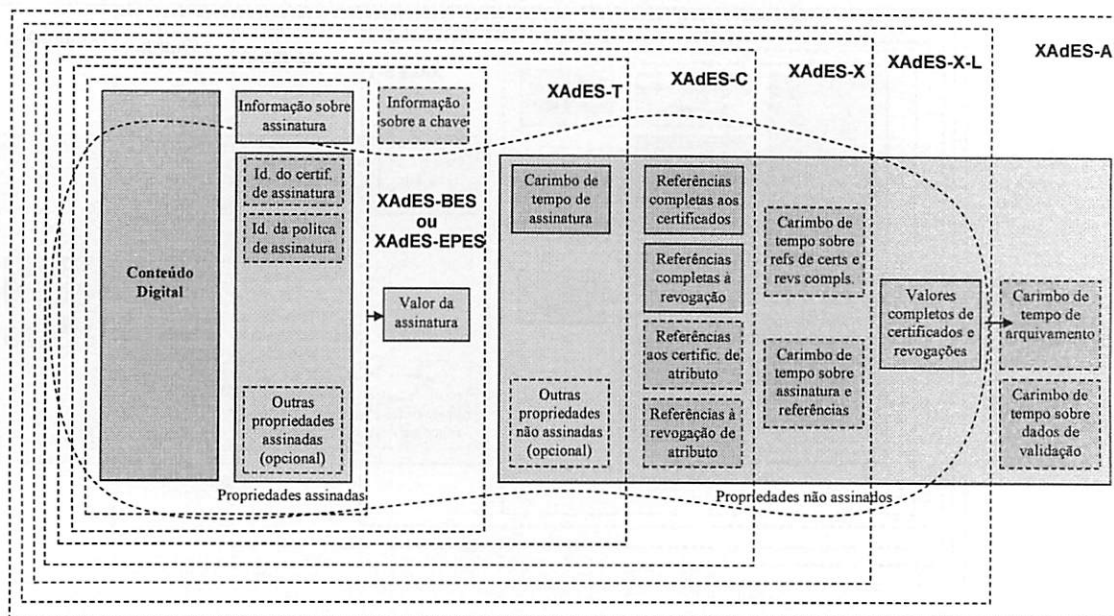 XAdES-A
XAdES-X-L
XAdES-X
XAdES-C
XAdES-T
Informação sobre
assinatura
Informação
sobre a chave
Id. do certif.
de assinatura
Id. da politca
de assinatura
XAdES-BES
ou
XAdES-EPES
Conteúdo
Digital
Valor da
assinatura
Outras
propriedades
assinadas
(opcional)
Propriedades assinadas
Carimbo de
tempo de
assinatura
Outras
propriedades
não assinadas
(opcional)
Referências
completas aos
certificados
Referências
completas à
revogação
Referências
aos certific. de
atributo
Referências à
revogação de
atributo
Carimbo de
tempo sobre
refs de certs e
revs compls.
Carimbo de
tempo sobre
assinatura e
referências
Valores
completos de
certificados e
revogações
Carimbo de
tempo de
arquivamento
Carimbo de
tempo sobre
dados de
validação
Propriedades não assinados